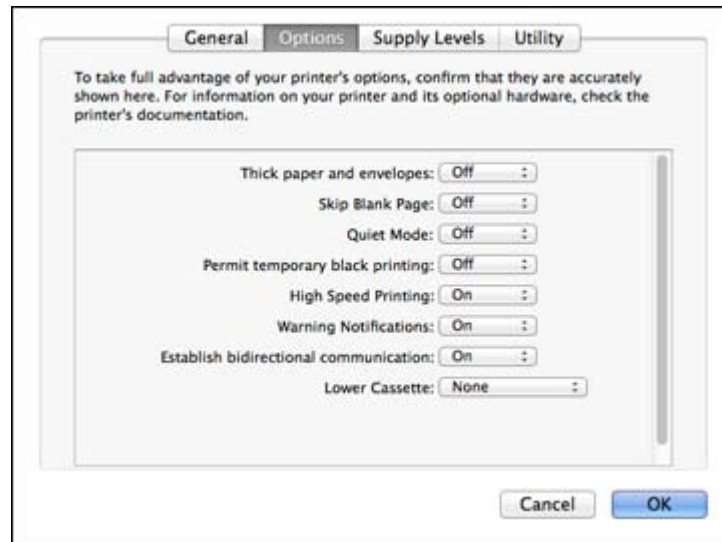 General Options Supply Levels Utility
To take full advantage of your printer's options, confirm that they are accurately
shown here. For information on your printer and its optional hardware, check the
printer's documentation.
Thick paper and envelopes: Off
Skip Blank Page: Off
Quiet Mode: Off
Permit temporary black printing: Off
High Speed Printing: On
Warning Notifications: On
Establish bidirectional communication: On
Lower Cassette: None
Cancel OK